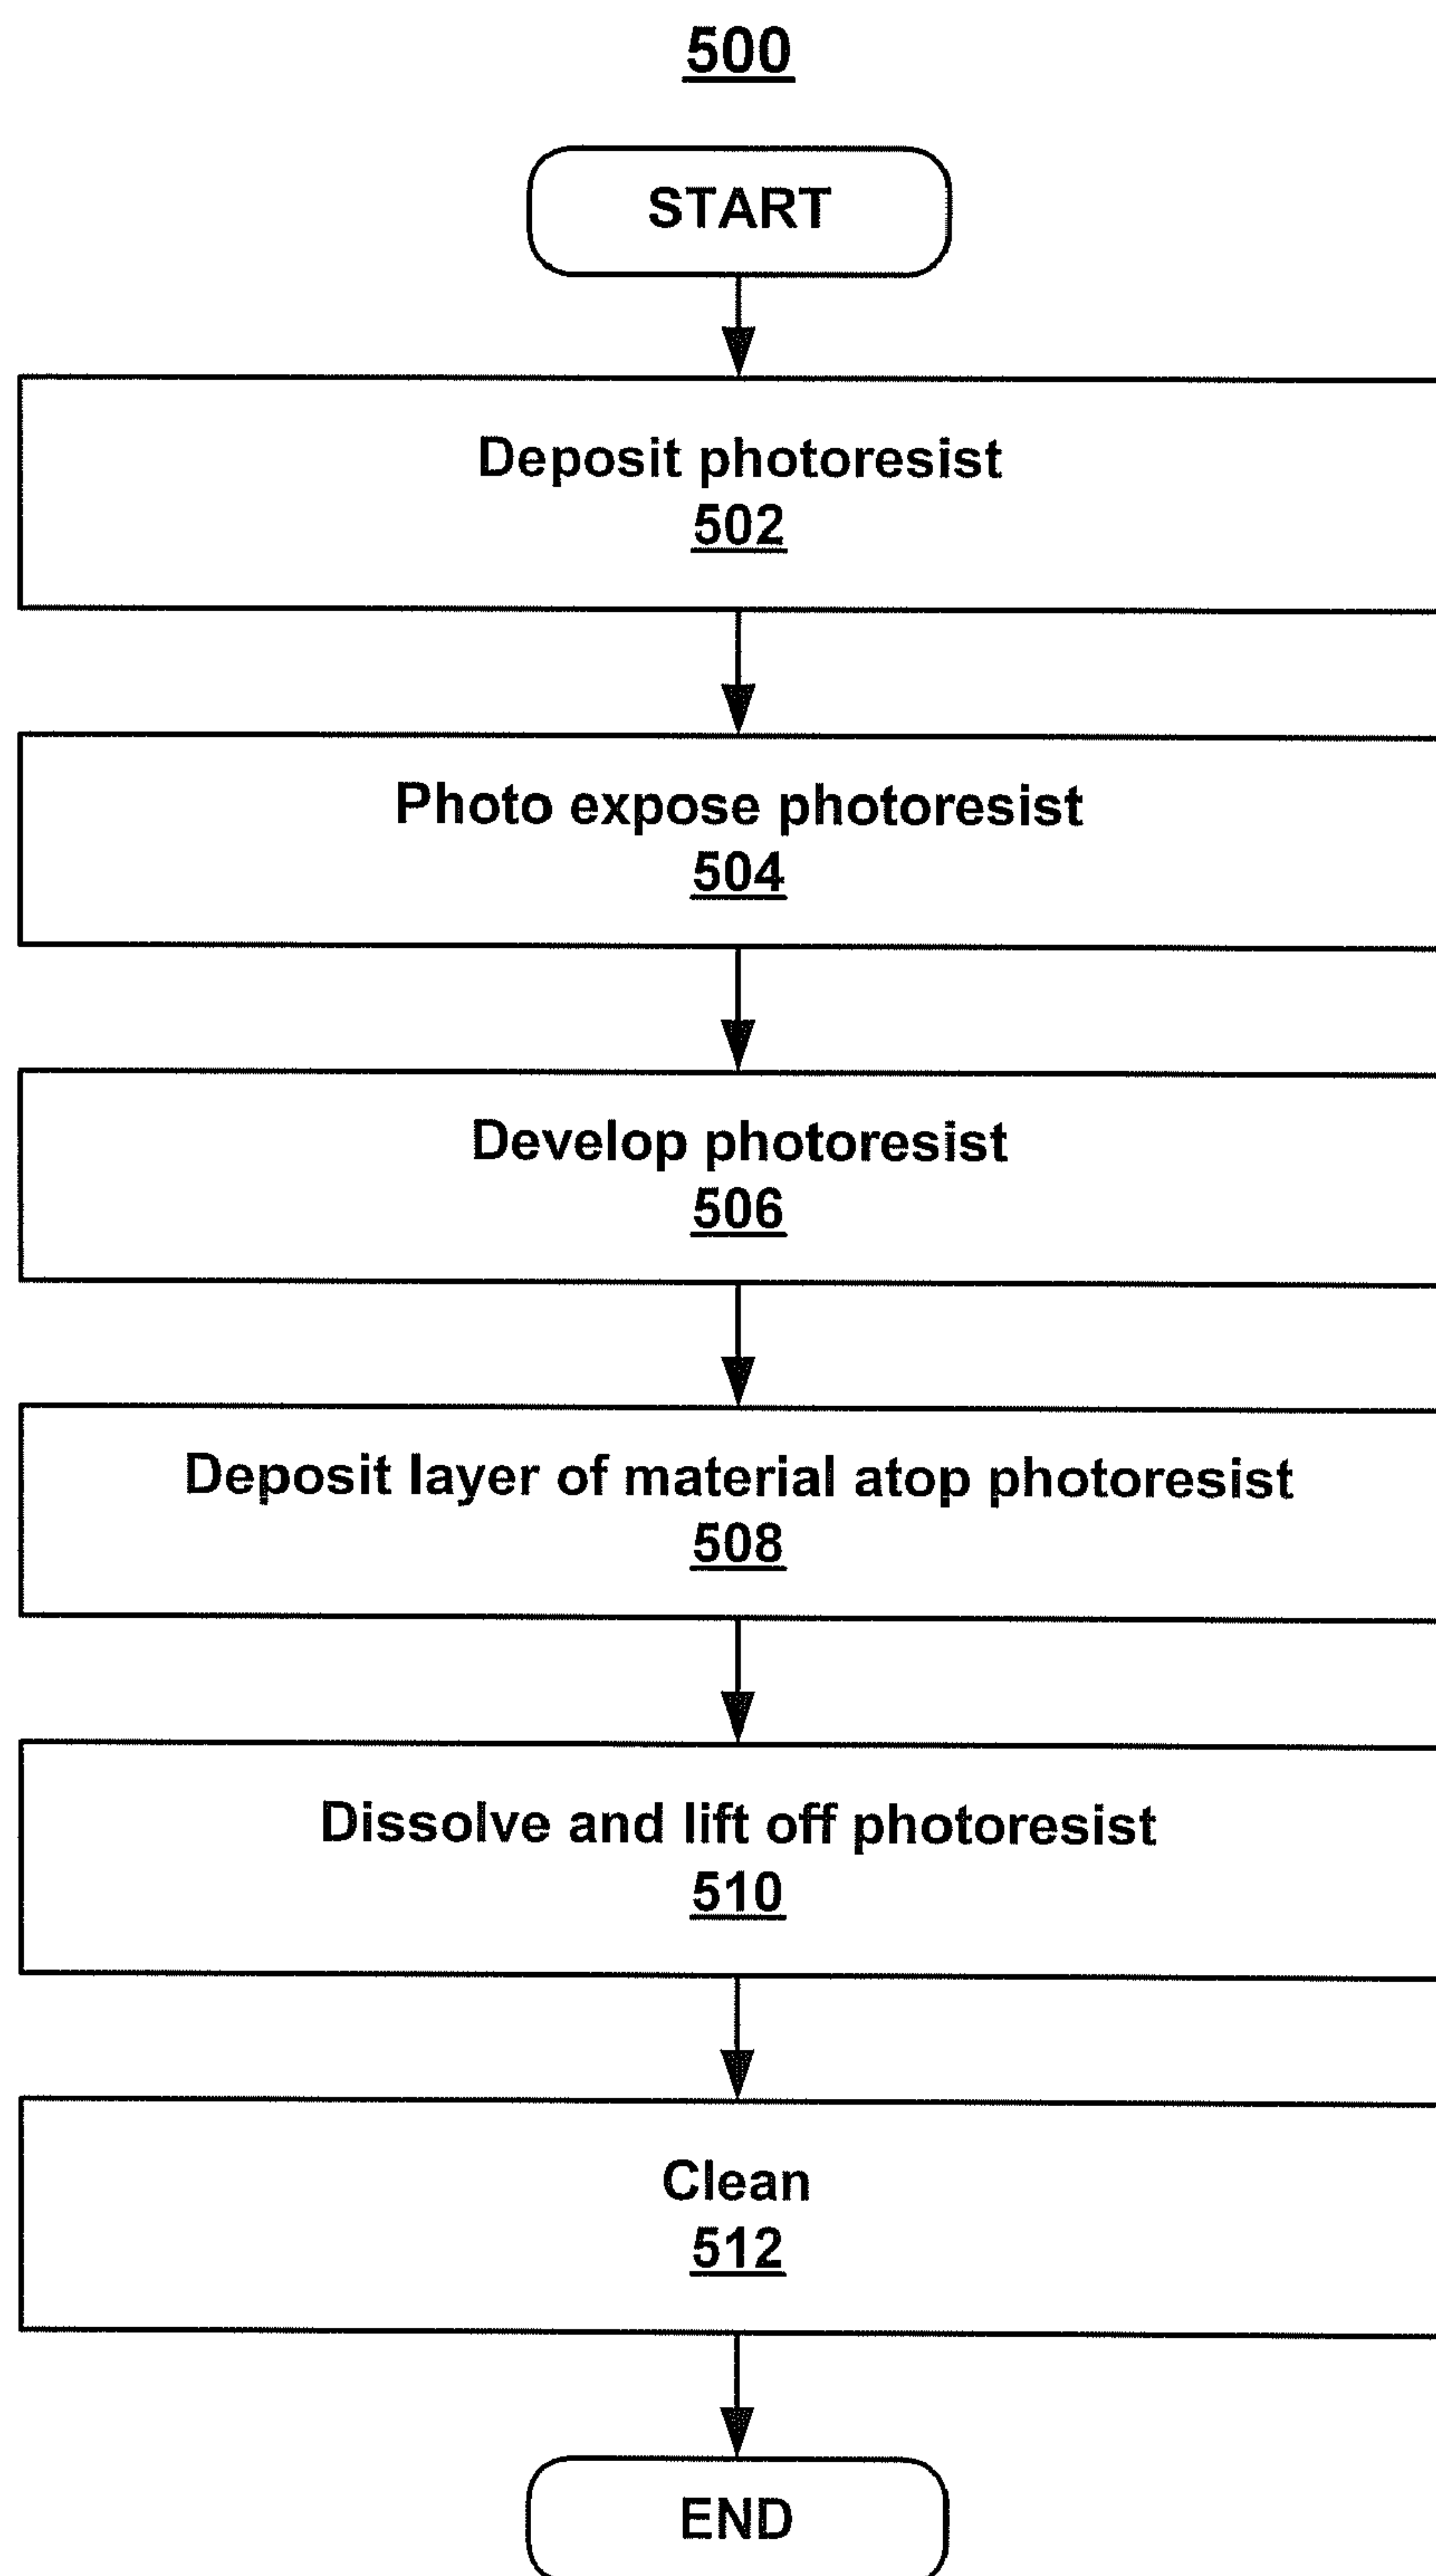 500
START
Deposit photoresist
502
Photo expose photoresist
504
Develop photoresist
506
Deposit layer of material atop photoresist
508
Dissolve and lift off photoresist
510
Clean
512
END